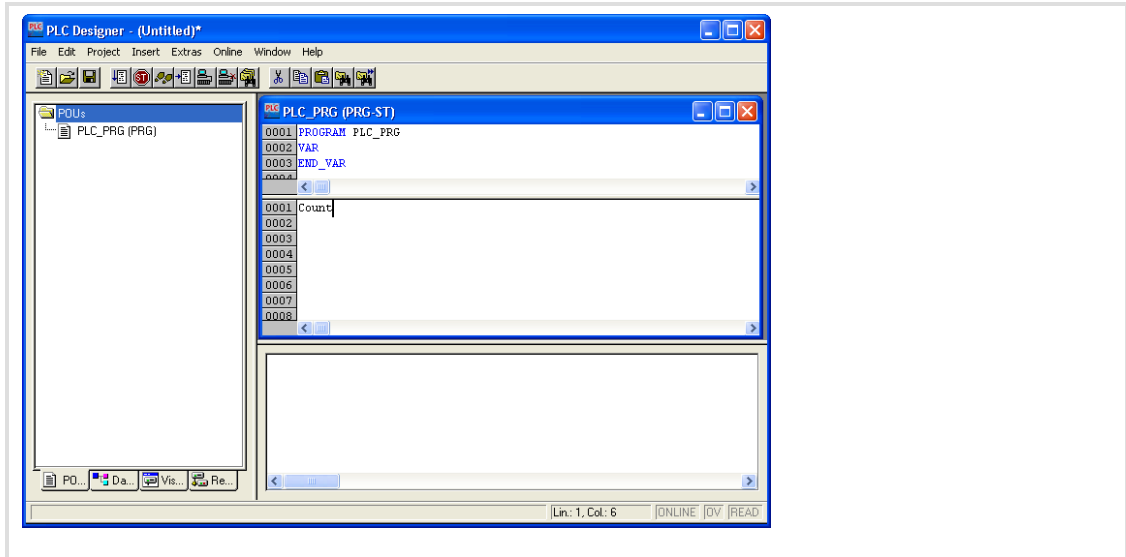 PLC Designer - (Untitled)*
File Edit Project Insert Extras Online Window Help
POUs
PLC_PRG (PRG)
PLC_PRG (PRG-ST)
0001 PROGRAM PLC_PRG
0002 VAR
0003 END_VAR
0004
0001 Count
0002
0003
0004
0005
0006
0007
0008
PO... Da... Vis... Re...
Lin.: 1, Col.: 6 ONLINE OV READ